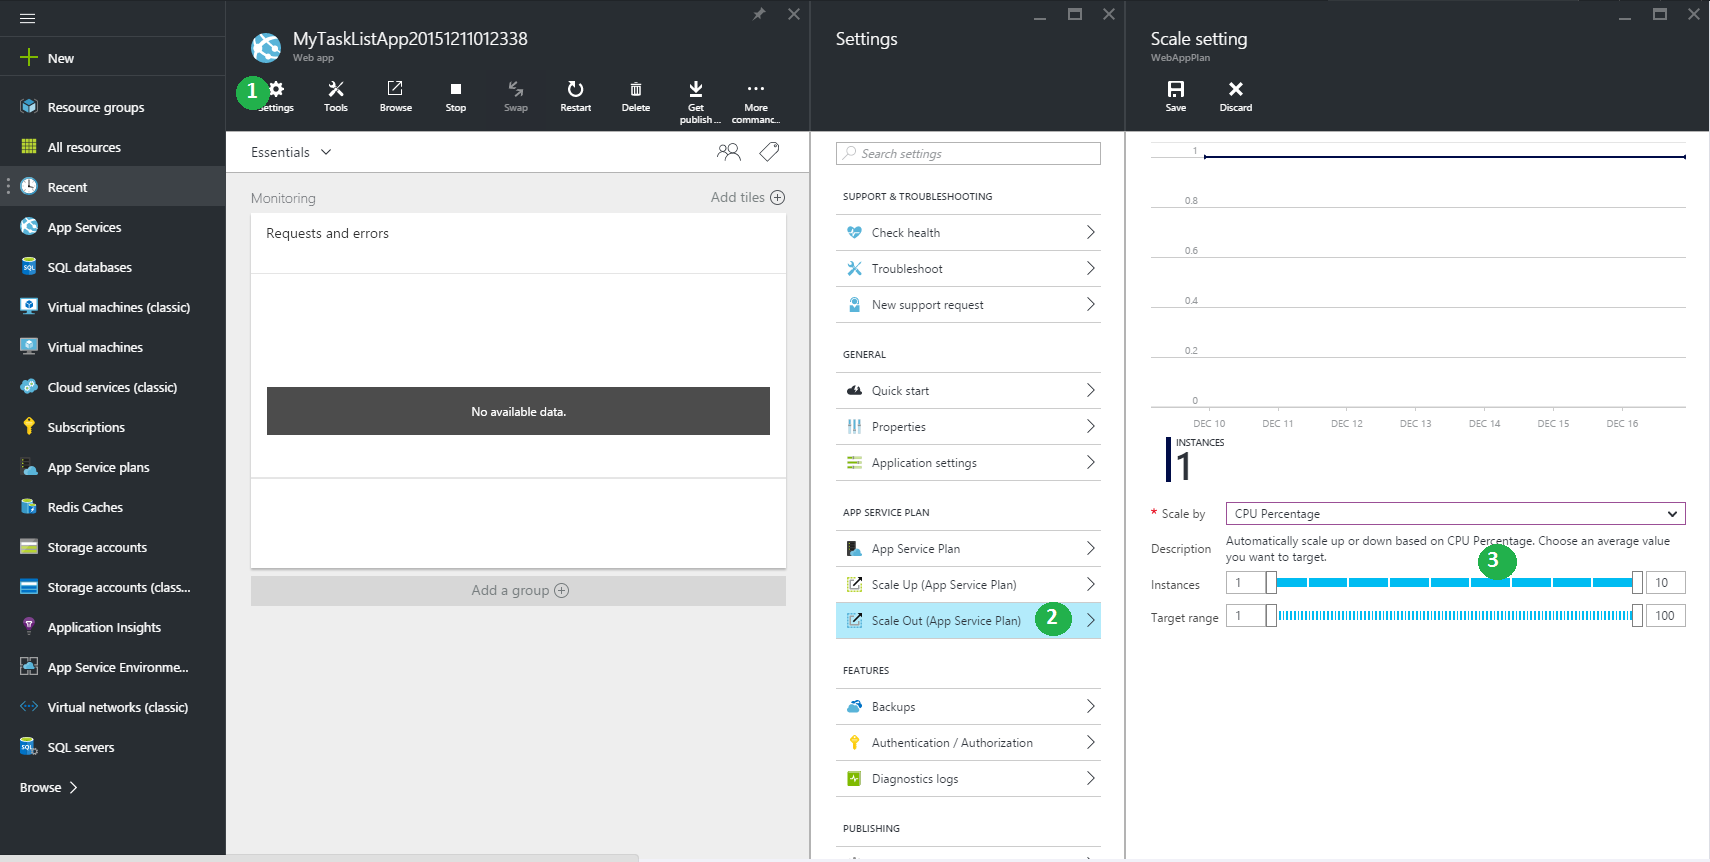 New
Resource groups
All resources
Recent
App Services
SQL databases
Virtual machines (classic)
Virtual machines
Cloud services (classic)
Subscriptions
App Service plans
Redis Caches
Storage accounts
Storage accounts (class...
Application Insights
App Service Environme...
Virtual networks (classic)
SQL servers
Browse
MyTaskListApp20151211012338
Web app
1
Settings
Tools
Browse
Stop
Swap
Restart
Delete
Get
publish ...
More
commanc...
Essentials
Monitoring
Add tiles
Requests and errors
No available data.
Add a group
Settings
Search settings
SUPPORT & TROUBLESHOOTING
Check health
Troubleshoot
New support request
GENERAL
Quick start
Properties
Application settings
APP SERVICE PLAN
App Service Plan
Scale Up (App Service Plan)
Scale Out (App Service Plan) 2
FEATURES
Backups
Authentication / Authorization
Diagnostics logs
PUBLISHING
Scale setting
WebAppPlan
Save
Discard
1
0.8
0.6
0.4
0.2
0
DEC 10 DEC 11 DEC 12 DEC 13 DEC 14 DEC 15 DEC 16
INSTANCES
1
* Scale by CPU Percentage
Description Automatically scale up or down based on CPU Percentage. Choose an average value
you want to target.
3
Instances 1 10
Target range 1 100